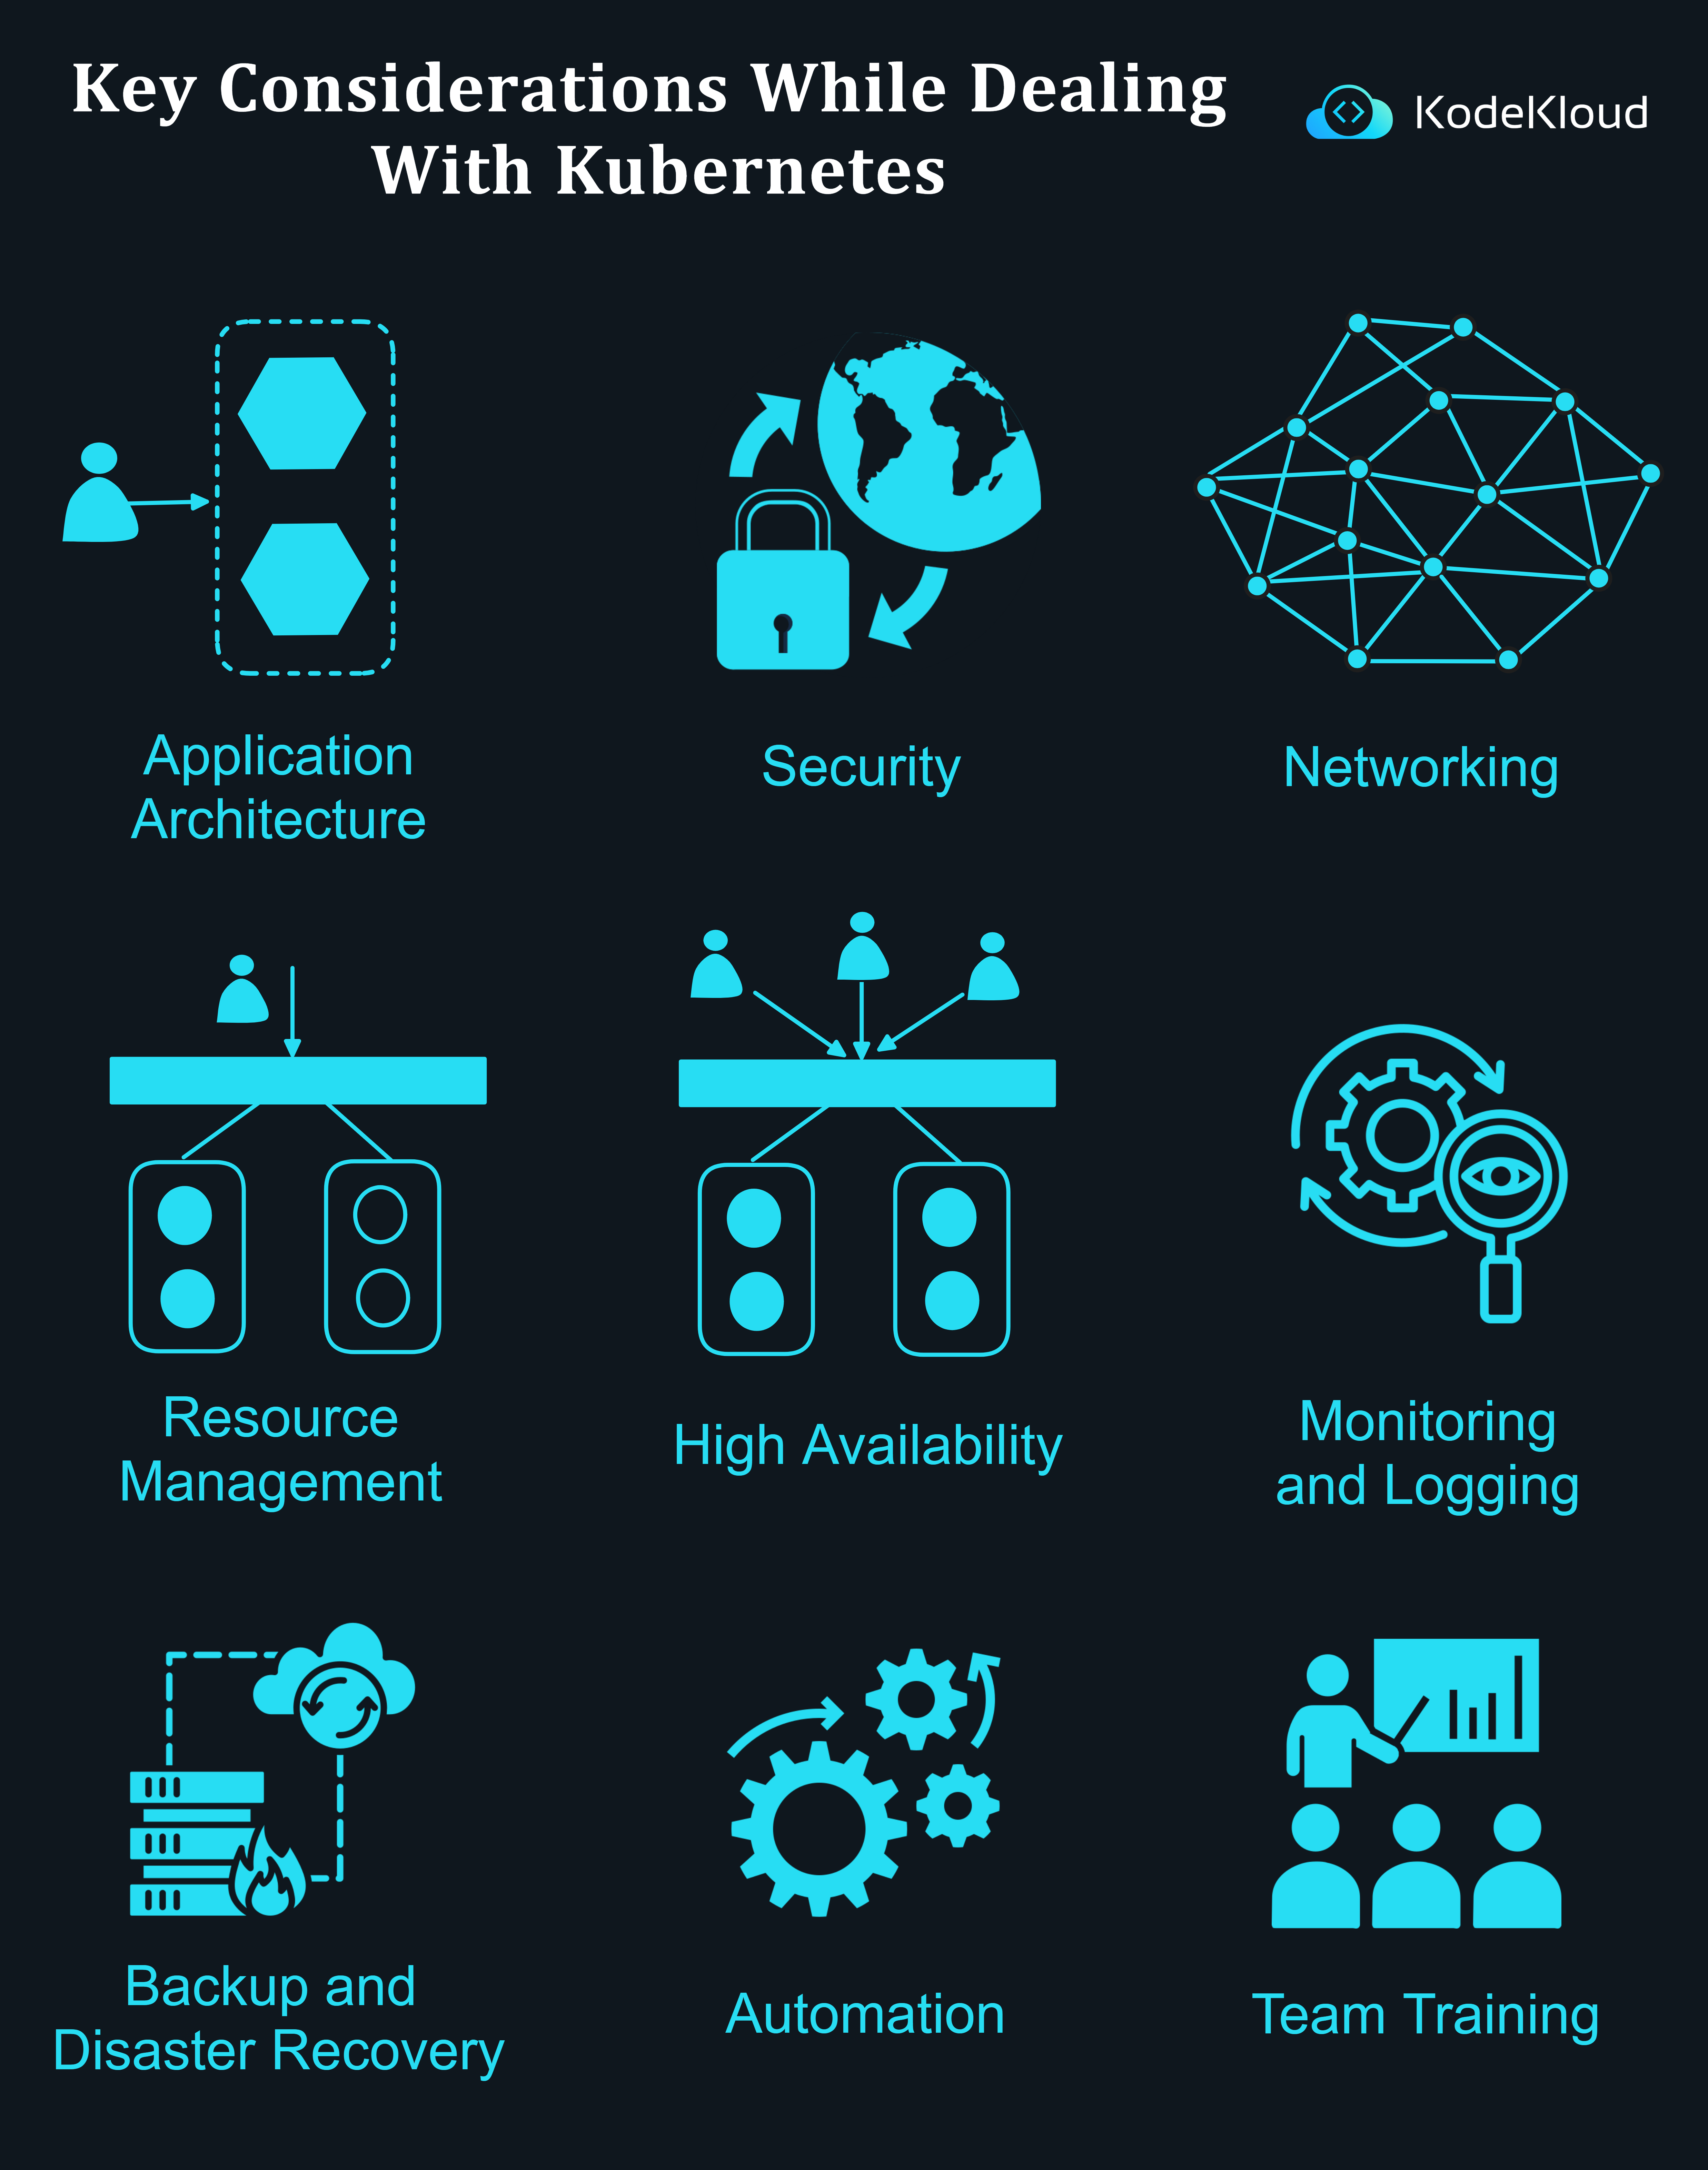 Key Considerations While Dealing
With Kubernetes
KodeKloud
Application
Architecture
Security
Networking
Resource
Management
High Availability
Monitoring
and Logging
Backup and
Disaster Recovery
Automation
Team Training